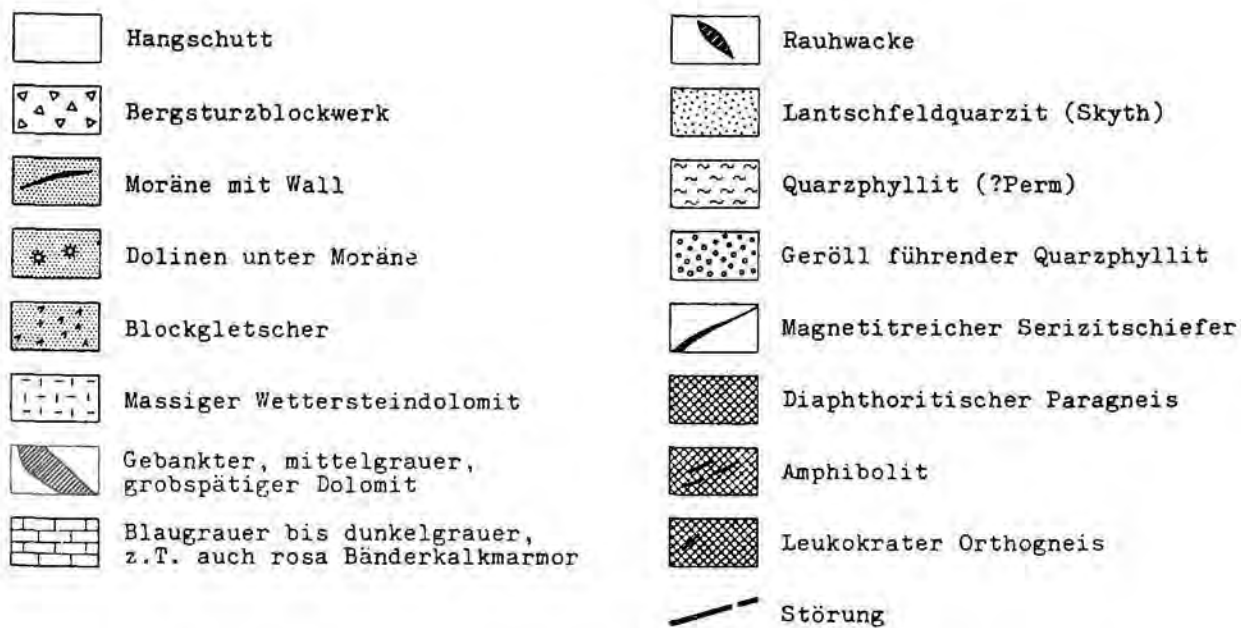 Hangschutt
Bergsturzblockwerk
Moräne mit Wall
Dolinen unter Moräne
Blockgletscher
Massiger Wettersteindolomit
Gebankter, mittelgrauer,
grobspätiger Dolomit
Blaugrauer bis dunkelgrauer,
z.T. auch rosa Bänderkalkmarmor
Rauhwacke
Lantschfeldquarzit (Skyth)
Quarzphyllit (?Perm)
Geröll führender Quarzphyllit
Magnetitreicher Serizitschiefer
Diaphthoritischer Paragneis
Amphibolit
Leukokrater Orthogneis
Störung